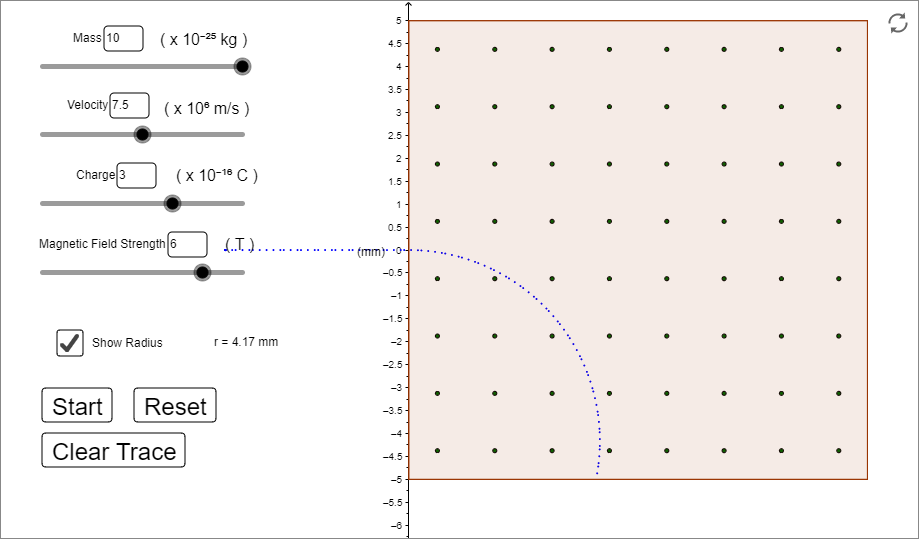 Mass 10 ( x 10⁻²⁵ kg )
Velocity 7.5 ( x 10⁶ m/s )
Charge 3 ( x 10⁻¹⁶ C )
Magnetic Field Strength 6 ( T )
Show Radius r = 4.17 mm
Start Reset
Clear Trace
5
4.5
4
3.5
3
2.5
2
1.5
1
0.5
(mm) 0
−0.5
−1
−1.5
−2
−2.5
−3
−3.5
−4
−4.5
−5
−5.5
−6